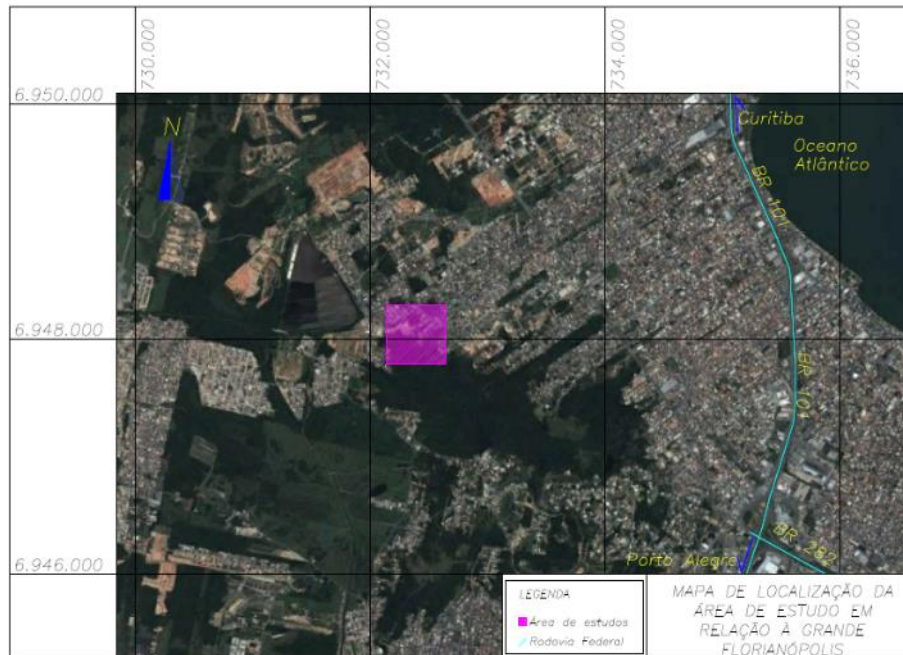 730.000
732.000
734.000
736.000
6.950.000
N
Curitiba
Oceano
Atlântico
BR 101
6.948.000
BR 101
BR 282
Porto Alegre
6.946.000
LEGENDA
Área de estudos
Rodovia Federal
MAPA DE LOCALIZAÇÃO DA
ÁREA DE ESTUDO EM
RELAÇÃO À GRANDE
FLORIANÓPOLIS